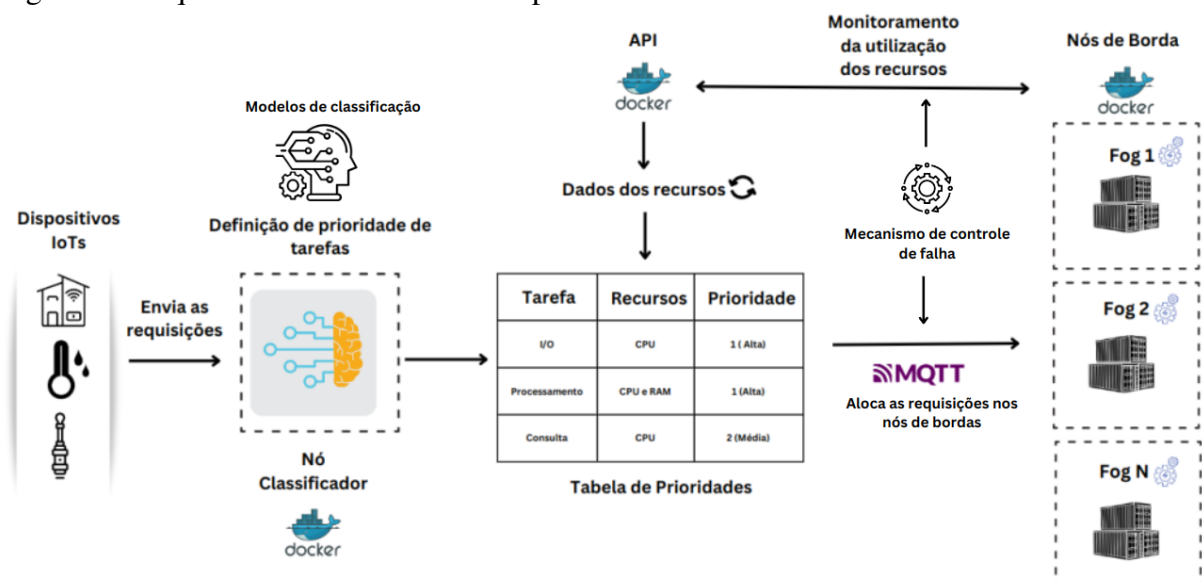 Monitoramento
da utilização
dos recursos
API
docker
Nós de Borda
docker
Modelos de classificação
Definição de prioridade de
tarefas
Dados dos recursos
Mecanismo de controle
de falha
Fog 1
Dispositivos
IoTs
Envia as
requisições
Tarefa Recursos Prioridade
I/O CPU 1 ( Alta)
Processamento CPU e RAM 1 (Alta)
Consulta CPU 2 (Média)
Tabela de Prioridades
MQTT
Aloca as requisições nos
nós de bordas
Fog 2
Nó
Classificador
docker
Fog N